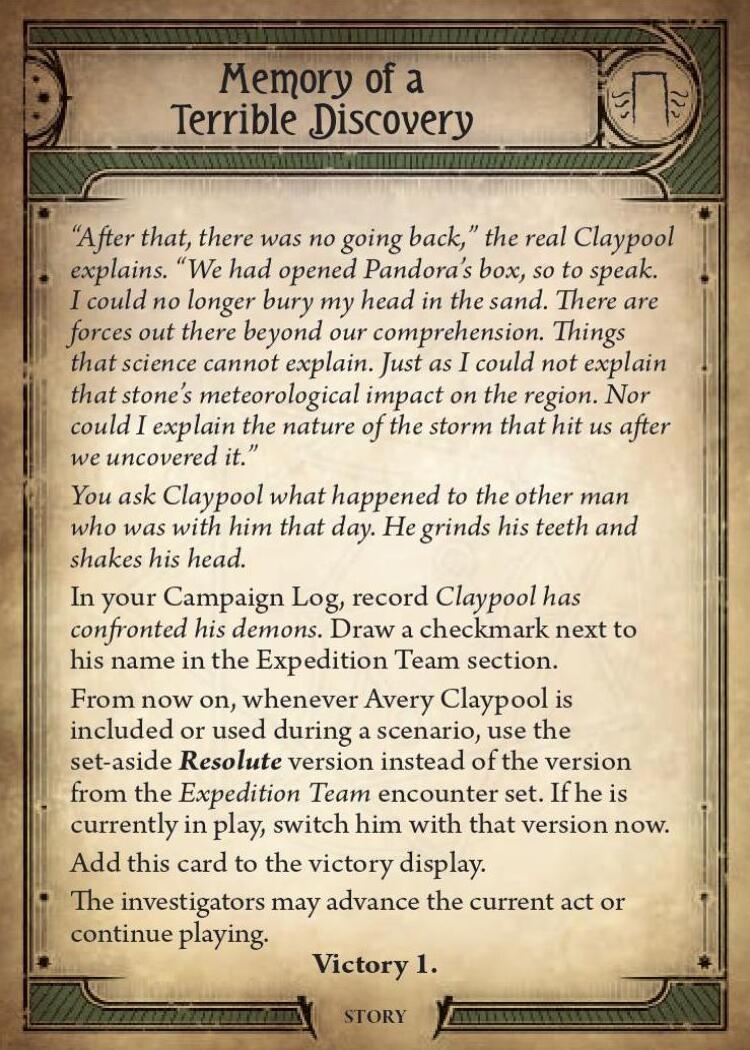 Memory of a
Terrible Discovery
“After that, there was no going back,” the real Claypool
explains. “We had opened Pandora’s box, so to speak.
I could no longer bury my head in the sand. There are
forces out there beyond our comprehension. Things
that science cannot explain. Just as I could not explain
that stone’s meteorological impact on the region. Nor
could I explain the nature of the storm that hit us after
we uncovered it.”
You ask Claypool what happened to the other man
who was with him that day. He grinds his teeth and
shakes his head.
In your Campaign Log, record Claypool has
confronted his demons. Draw a checkmark next to
his name in the Expedition Team section.
From now on, whenever Avery Claypool is
included or used during a scenario, use the
set-aside Resolute version instead of the version
from the Expedition Team encounter set. If he is
currently in play, switch him with that version now.
Add this card to the victory display.
The investigators may advance the current act or
continue playing.
Victory 1.
STORY